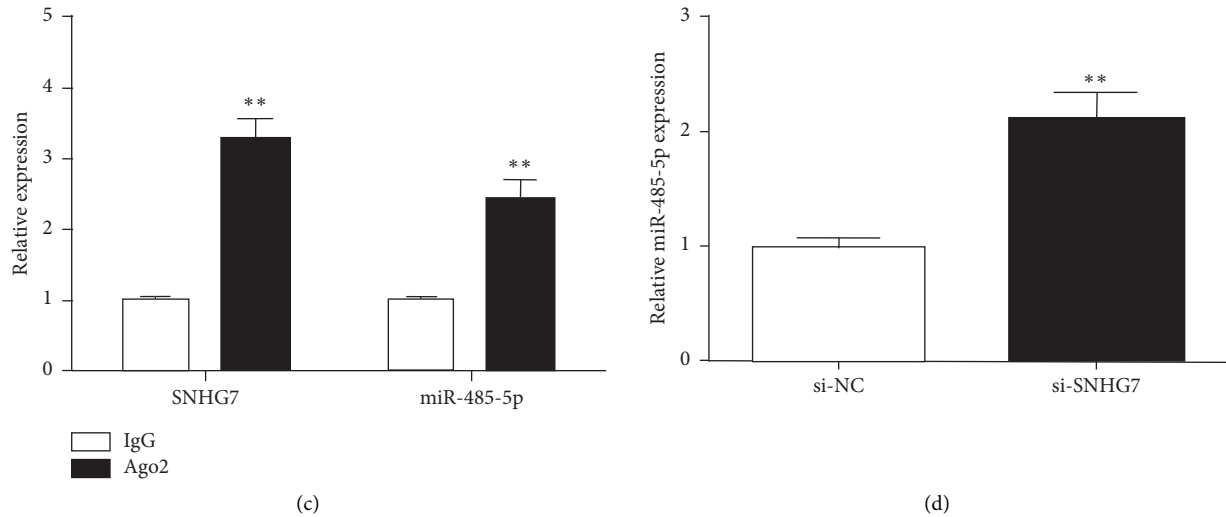 Relative expression
5
4
3
2
1
0
**
**
SNHG7 miR-485-5p
IgG
Ago2
(c)
Relative miR-485-5p expression
3
2
1
0
**
si-NC si-SNHG7
(d)